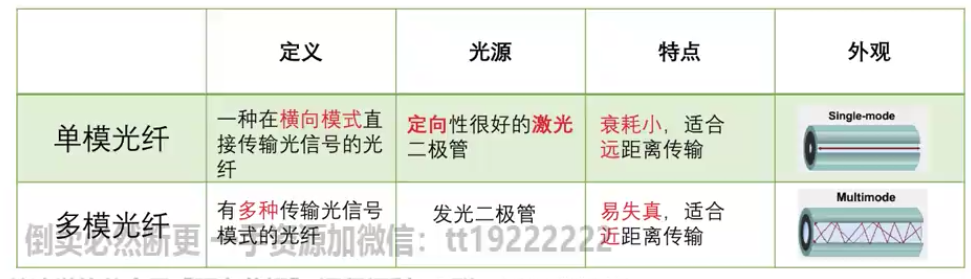 定义 光源 特点 外观
单模光纤
一种在横向模式直
接传输光信号的光
纤
定向性很好的激光
二极管
衰耗小，适合
远距离传输
Single-mode
多模光纤
有多种传输光信号
模式的光纤
发光二极管
易失真，适合
近距离传输
Multimode
倒卖必然断更 一手货源加微信：tt19222222